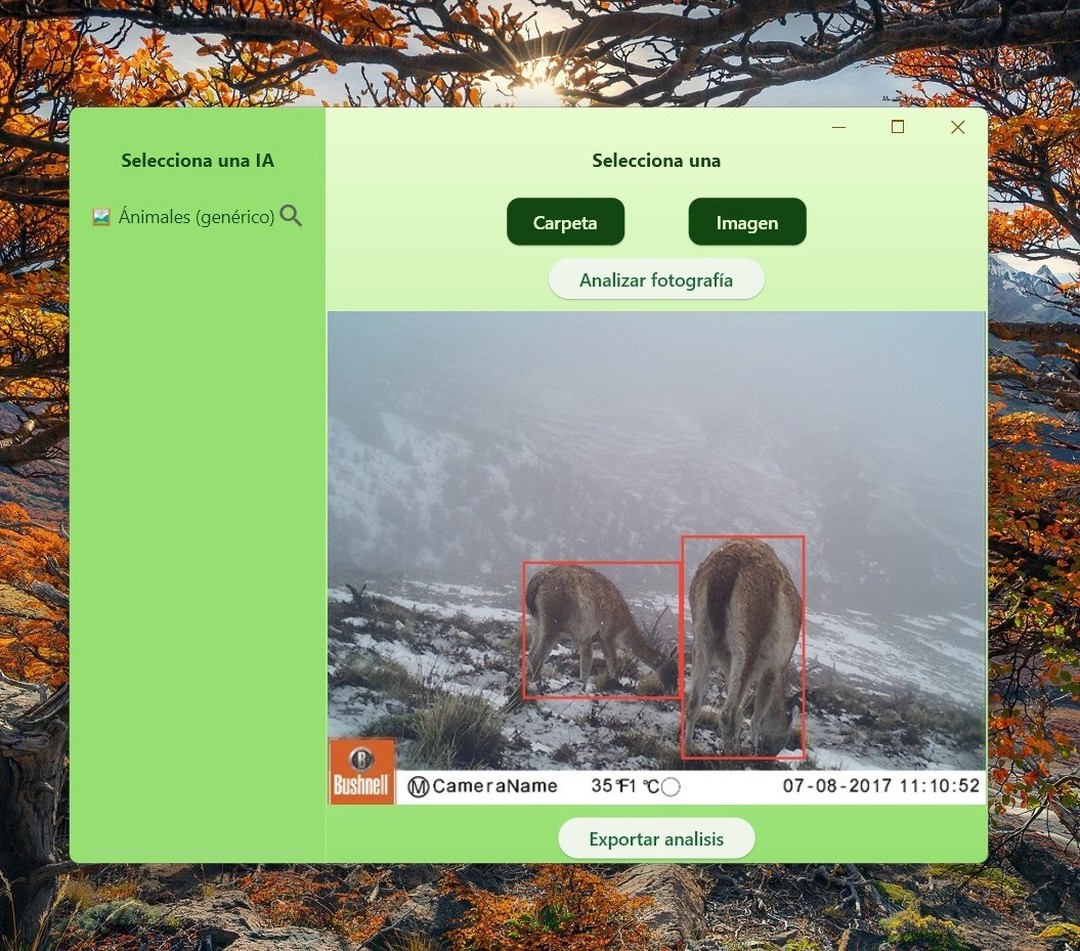 Selecciona una IA
Ánimales (genérico)
Selecciona una
Carpeta
Imagen
Analizar fotografía
B
Bushnell
M CameraName 35°F1°C 07-08-2017 11:10:52
Exportar analisis